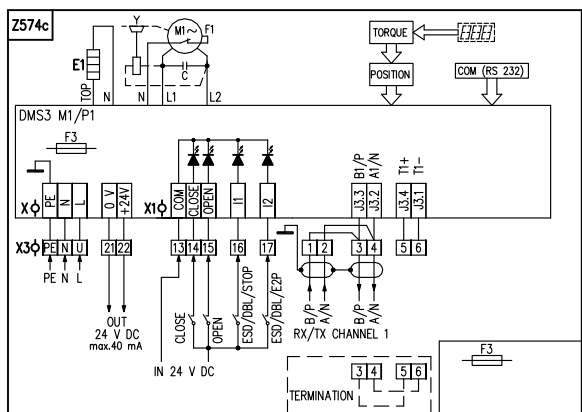 Z574c
Y
M1~
F1
TORQUE
E1
C
POSITION
COM (RS 232)
TOP
N
N
L1
L2
DMS3 M1/P1
F3
PE
N
L
0 V
+24V
COM
CLOSE
OPEN
I1
I2
J3.3
B1/P
J3.2
A1/N
J3.4
T1+
J3.1
T1-
X
X1
X3
PE
N
U
21
22
13
14
15
16
17
1
2
3
4
5
6
PE
N
L
CLOSE
OPEN
ESD/DBL/STOP
ESD/DBL/E2P
B/P
A/N
B/P
A/N
OUT
24 V DC
max.40 mA
RX/TX CHANNEL 1
IN 24 V DC
3
4
5
6
TERMINATION
F3